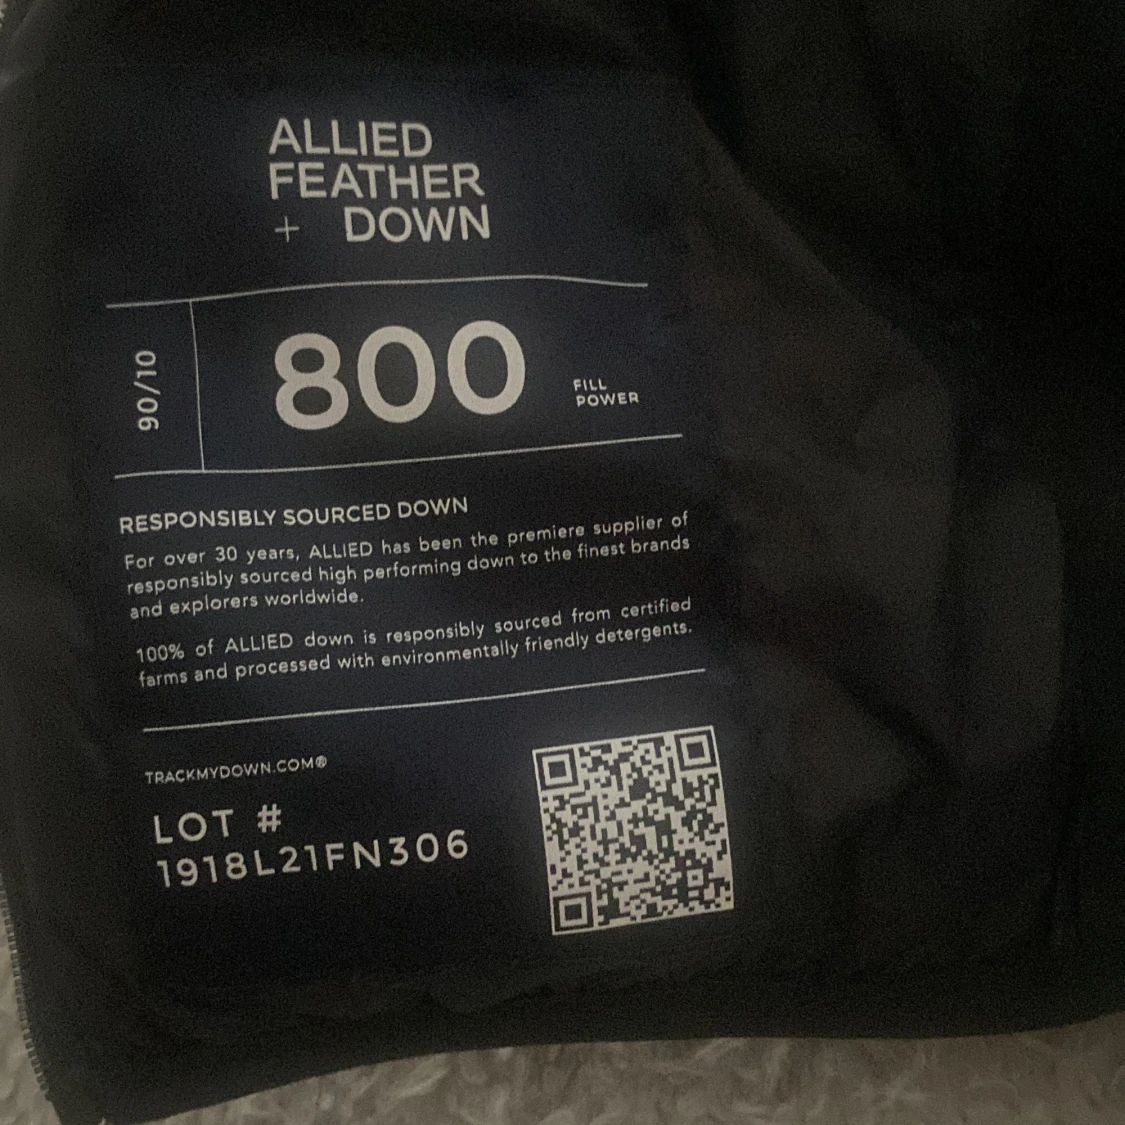 ALLIED
FEATHER
+ DOWN
90/10
800
FILL
POWER
RESPONSIBLY SOURCED DOWN
For over 30 years, ALLIED has been the premiere supplier of
responsibly sourced high performing down to the finest brands
and explorers worldwide.
100% of ALLIED down is responsibly sourced from certified
farms and processed with environmentally friendly detergents.
TRACKMYDOWN.COM®
LOT #
1918L21FN306